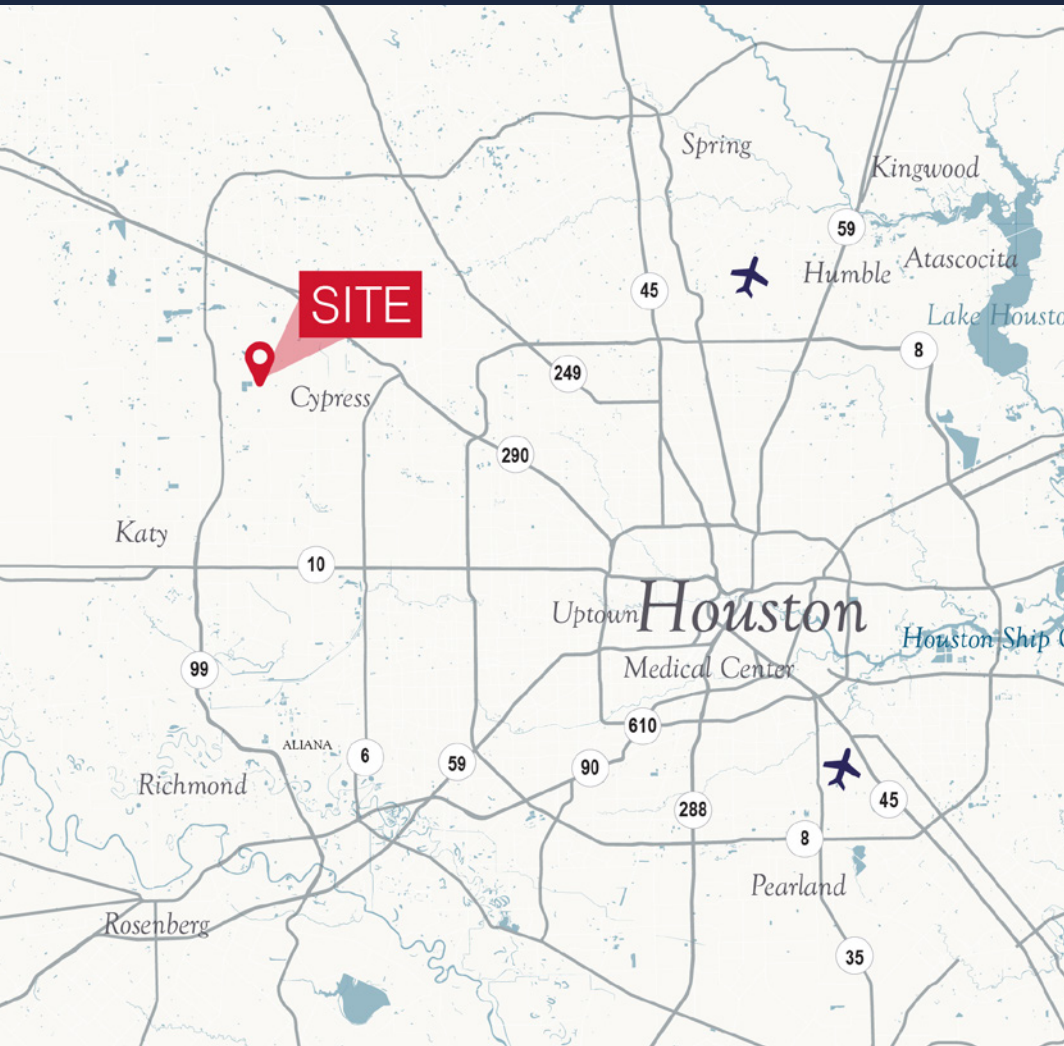 Spring
Kingwood
59
Atascocita
Humble
SITE
45
Lake Housto
8
249
Cypress
290
Katy
10
Houston
Uptown
Houston Ship C
Medical Center
99
610
ALIANA
6
59
90
Richmond
45
288
8
Pearland
Rosenberg
35